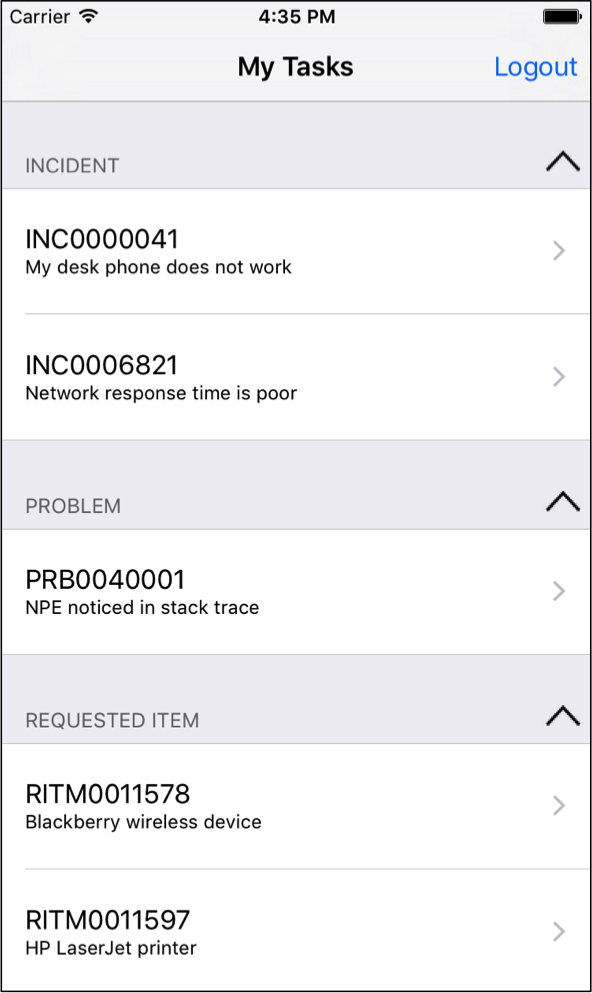 Carrier 4:35 PM
My Tasks Logout
INCIDENT
INC0000041
My desk phone does not work
INC0006821
Network response time is poor
PROBLEM
PRB0040001
NPE noticed in stack trace
REQUESTED ITEM
RITM0011578
Blackberry wireless device
RITM0011597
HP LaserJet printer